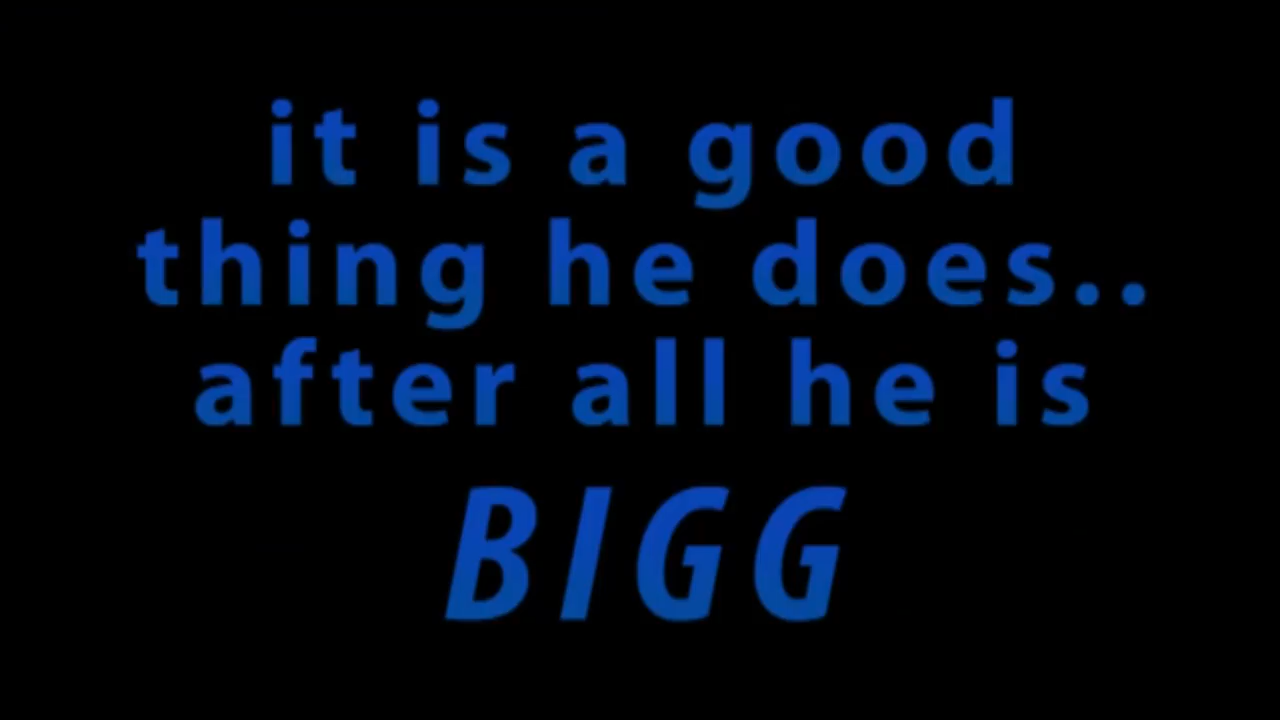 it is a good
thing he does..
after all he is
BIGG